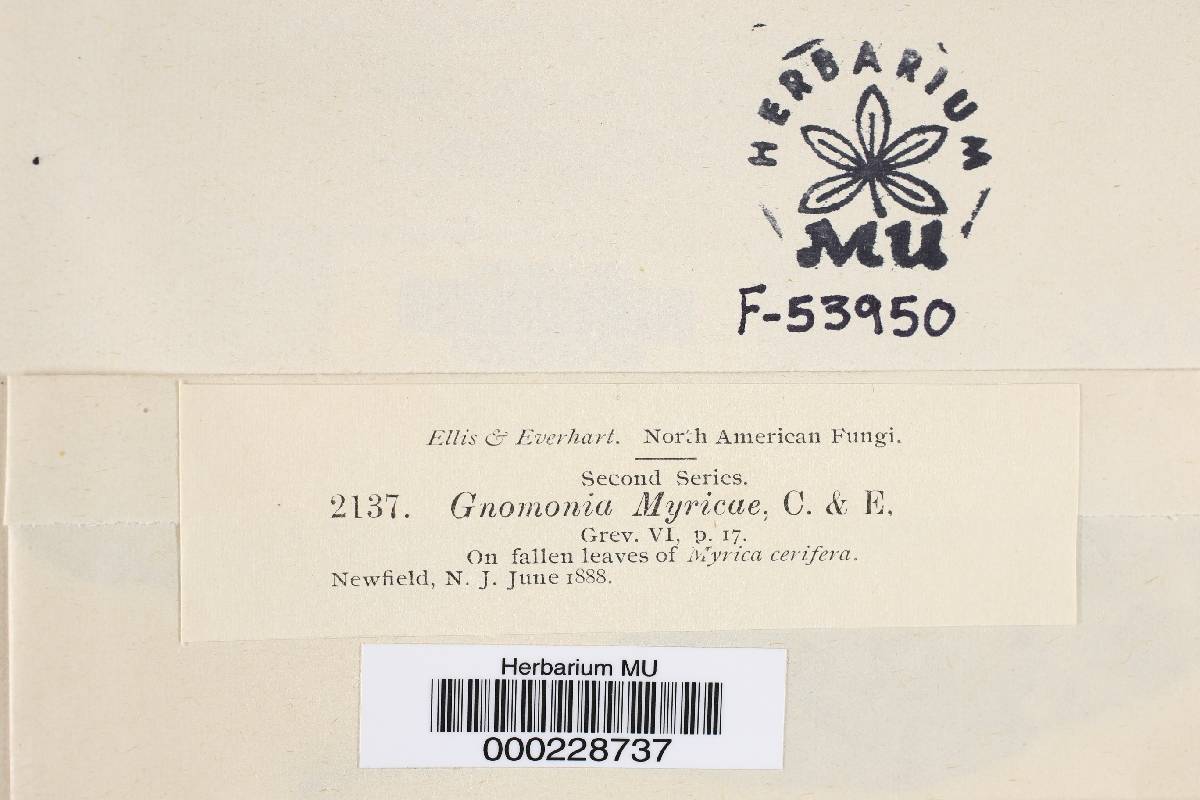 HERBARIUM
MU
F-53950
Ellis & Everhart. North American Fungi.
Second Series.
2137. Gnomonia Myricae, C. & E.
Grev. VI, p. 17.
On fallen leaves of Myrica cerifera.
Newfield, N. J. June 1888.
Herbarium MU
000228737